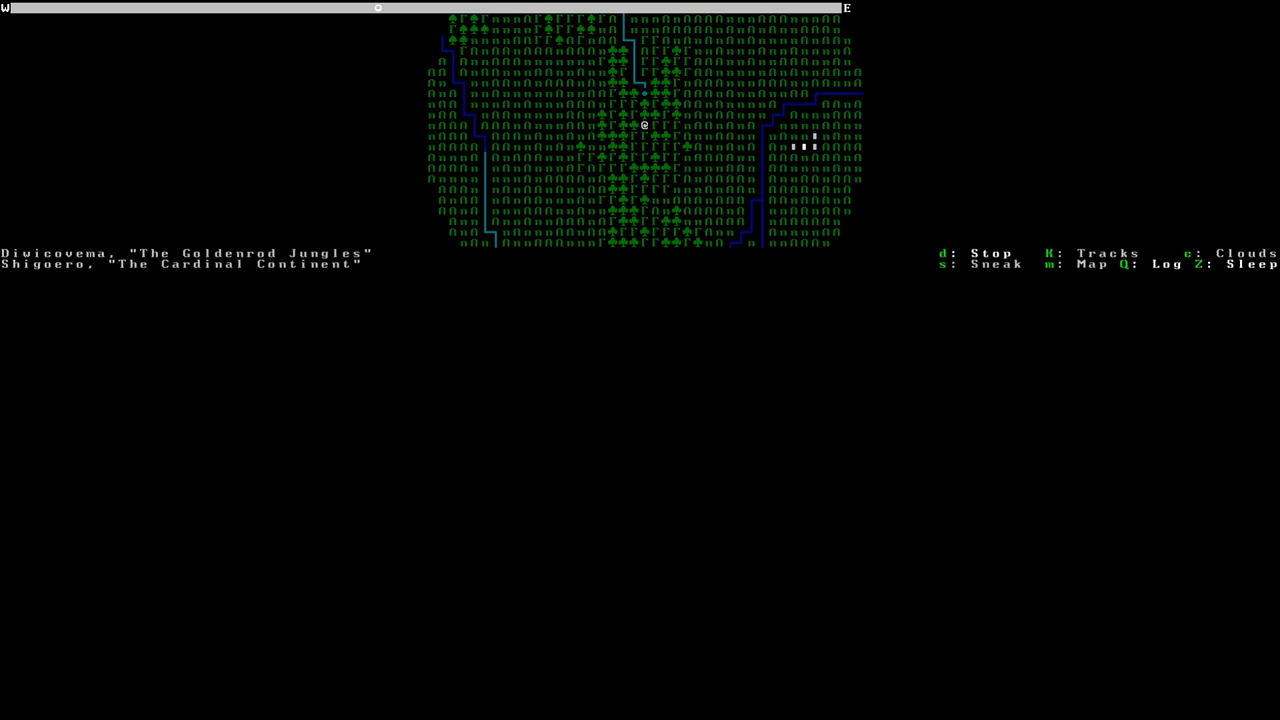 W E
Diwicovema, "The Goldenrod Jungles"
Shigoero, "The Cardinal Continent"
d: Stop K: Tracks c: Clouds
s: Sneak m: Map Q: Log Z: Sleep